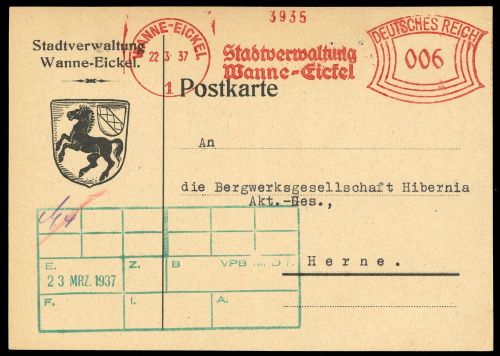 3935
Stadtverwaltung
Wanne-Eickel.
WANNE-EICKEL
22 3 37
1
Stadtverwaltung
Wanne-Eickel
DEUTSCHES REICH
006
Postkarte
An
die Bergwerksgesellschaft Hibernia
Akt.-Ges.,
Herne.
E. Z. B VPB
23 MRZ. 1937
F. I. A.